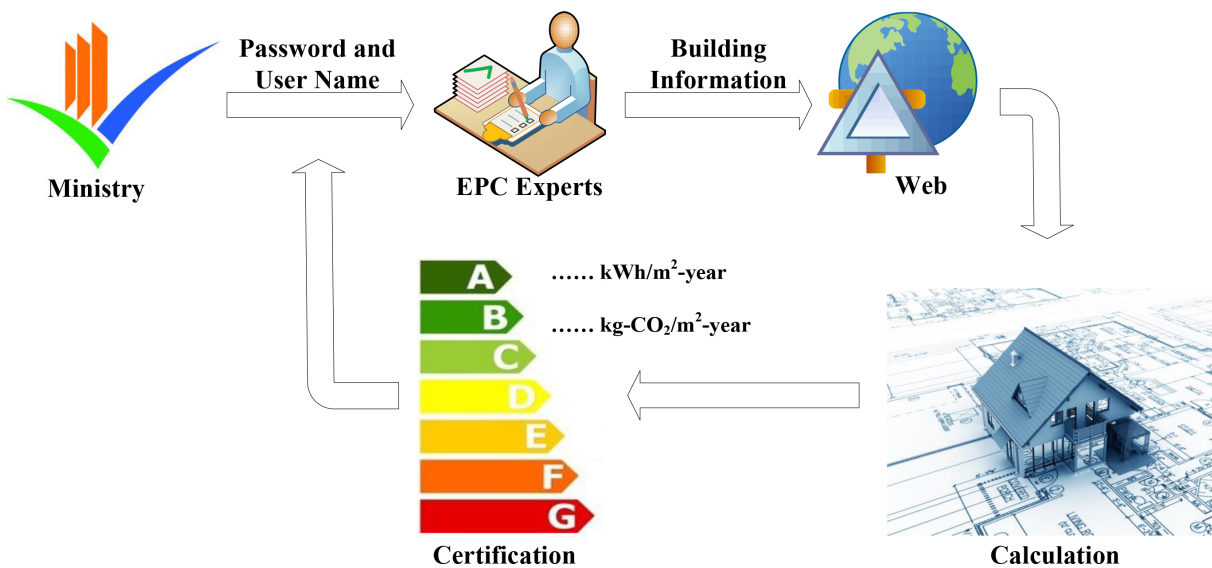 Password and
User Name
Building
Information
Ministry
EPC Experts
Web
A
...... kWh/m²-year
B
...... kg-CO₂/m²-year
C
D
E
F
G
Certification
Calculation